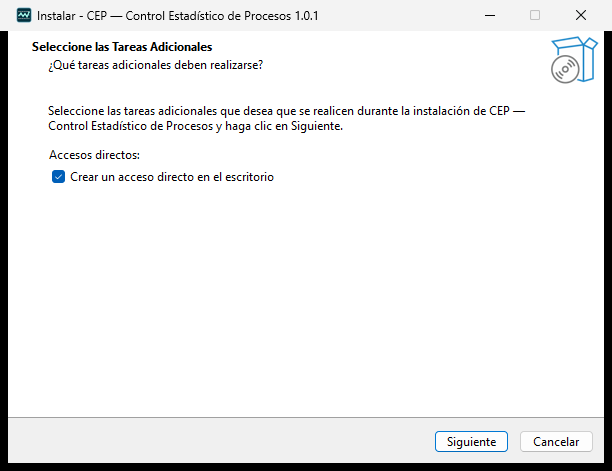 Instalar - CEP — Control Estadístico de Procesos 1.0.1
Seleccione las Tareas Adicionales
¿Qué tareas adicionales deben realizarse?
Seleccione las tareas adicionales que desea que se realicen durante la instalación de CEP —
Control Estadístico de Procesos y haga clic en Siguiente.
Accesos directos:
Crear un acceso directo en el escritorio
Siguiente
Cancelar